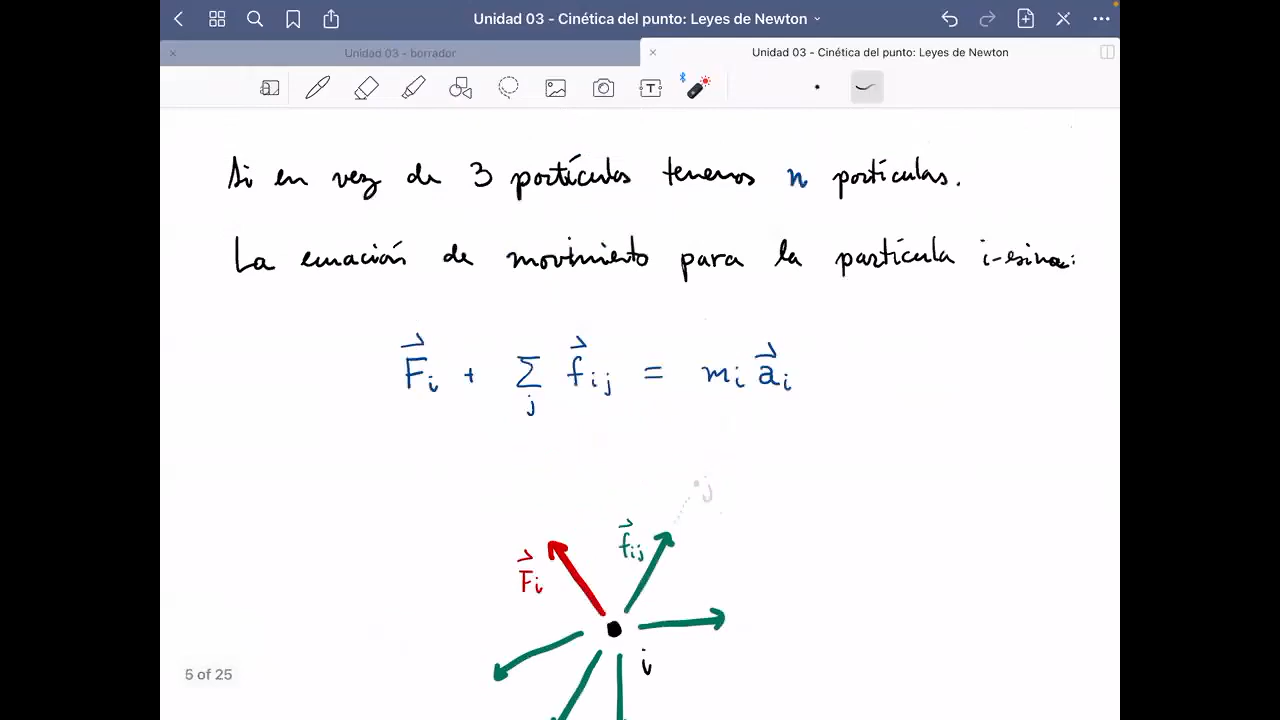 Unidad 03 - Cinética del punto: Leyes de Newton
Unidad 03 - borrador
Unidad 03 - Cinética del punto: Leyes de Newton
T
Si en vez de 3 partículas tenemos n partículas.
La ecuación de movimiento para la partícula i-esima:
F⃗i + ∑j f⃗ij = mi a⃗i
j
f⃗ij
F⃗i
i
5 of 25